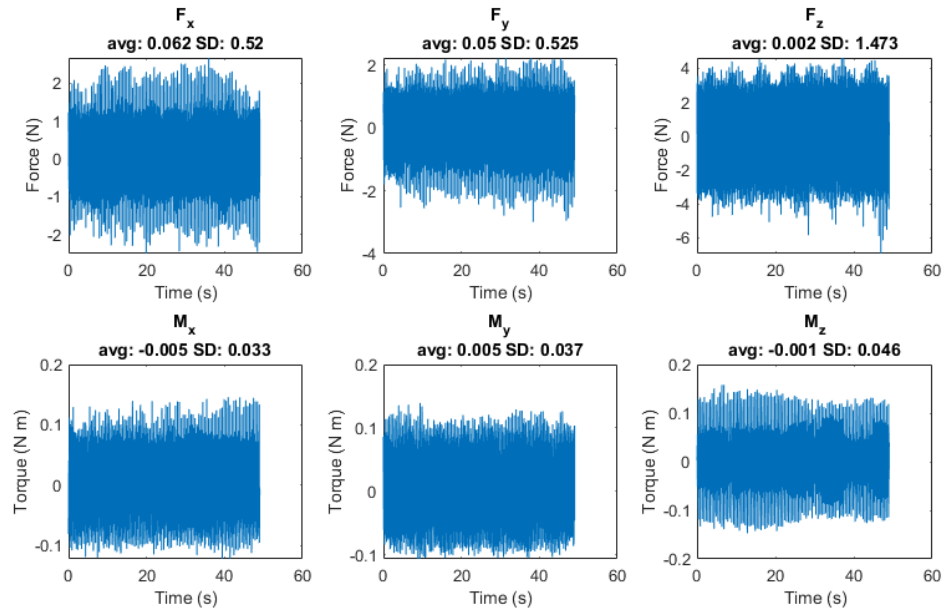 F_x
avg: 0.062 SD: 0.52
2
1
0
-1
-2
Force (N)
0 20 40 60
Time (s)
F_y
avg: 0.05 SD: 0.525
2
0
-2
-4
Force (N)
0 20 40 60
Time (s)
F_z
avg: 0.002 SD: 1.473
4
2
0
-2
-4
-6
Force (N)
0 20 40 60
Time (s)
M_x
avg: -0.005 SD: 0.033
0.2
0.1
0
-0.1
Torque (N m)
0 20 40 60
Time (s)
M_y
avg: 0.005 SD: 0.037
0.2
0.1
0
-0.1
Torque (N m)
0 20 40 60
Time (s)
M_z
avg: -0.001 SD: 0.046
0.2
0.1
0
-0.1
-0.2
Torque (N m)
0 20 40 60
Time (s)